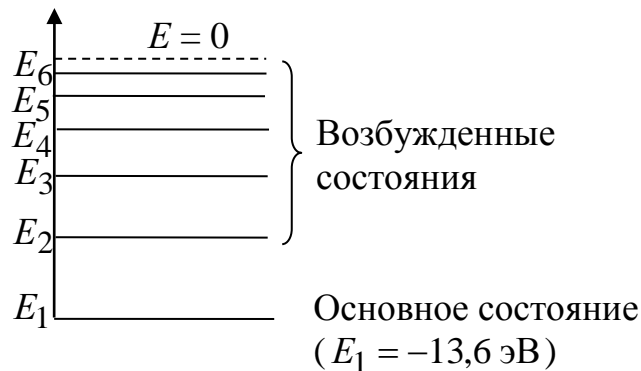 E = 0
E6
E5
E4
E3
E2
E1
Возбужденные
состояния
Основное состояние
(E1 = −13,6 эВ)